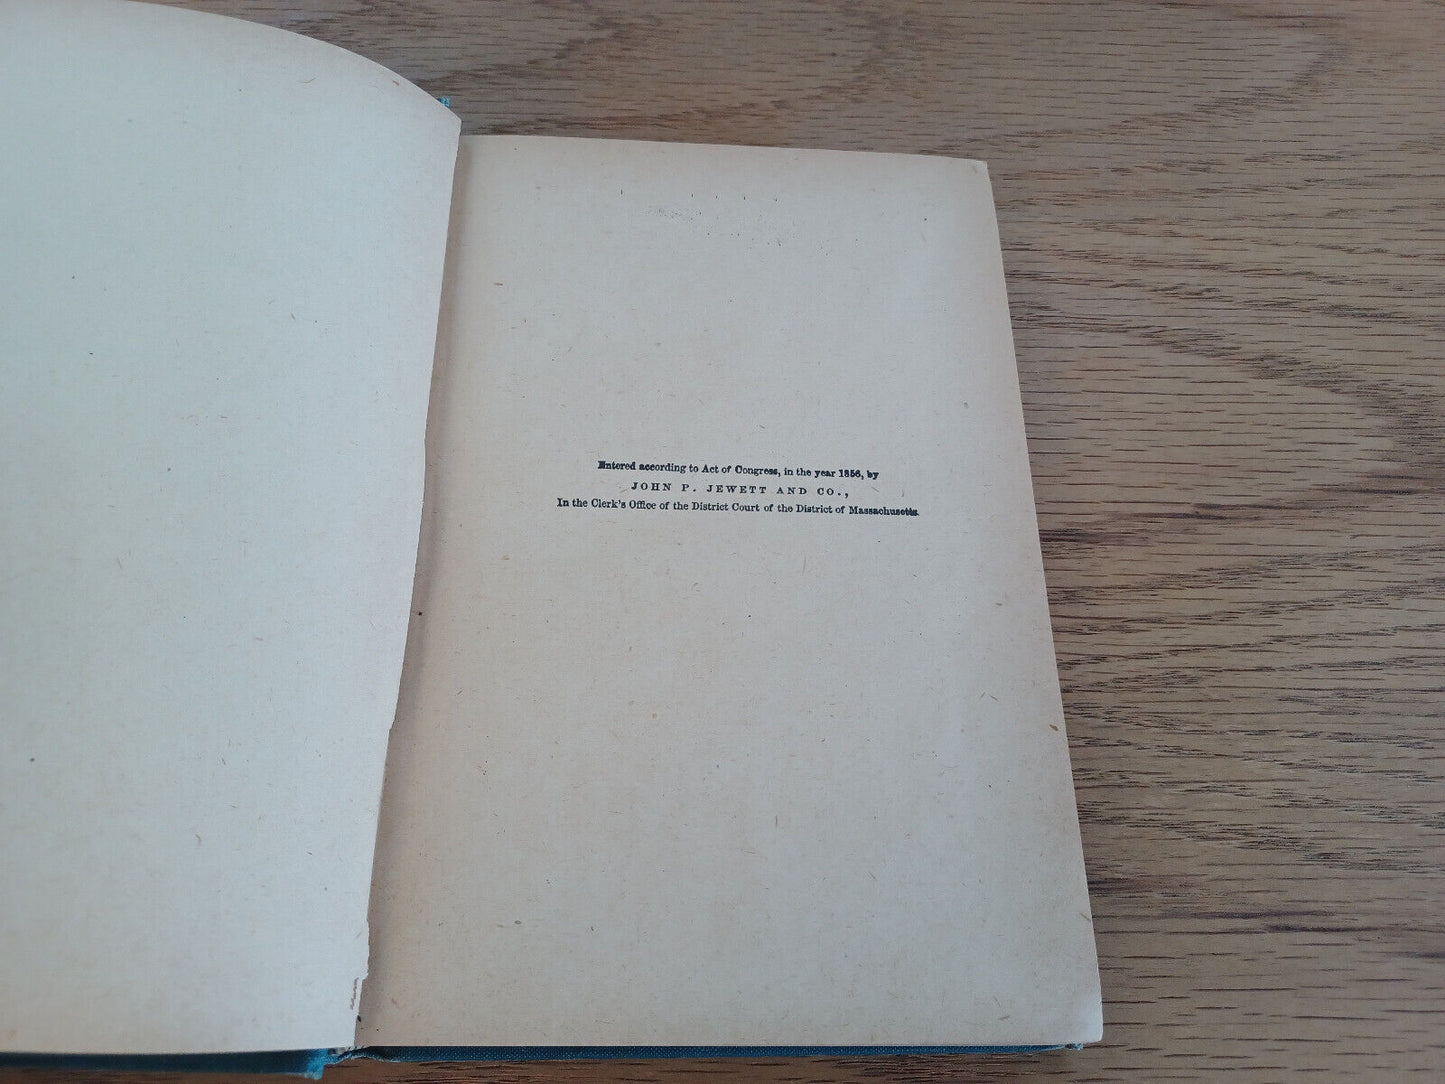 Entered according to Act of Congress, in the year 1856, by
JOHN P. JEWETT AND CO.,
In the Clerk's Office of the District Court of the District of Massachusetts.